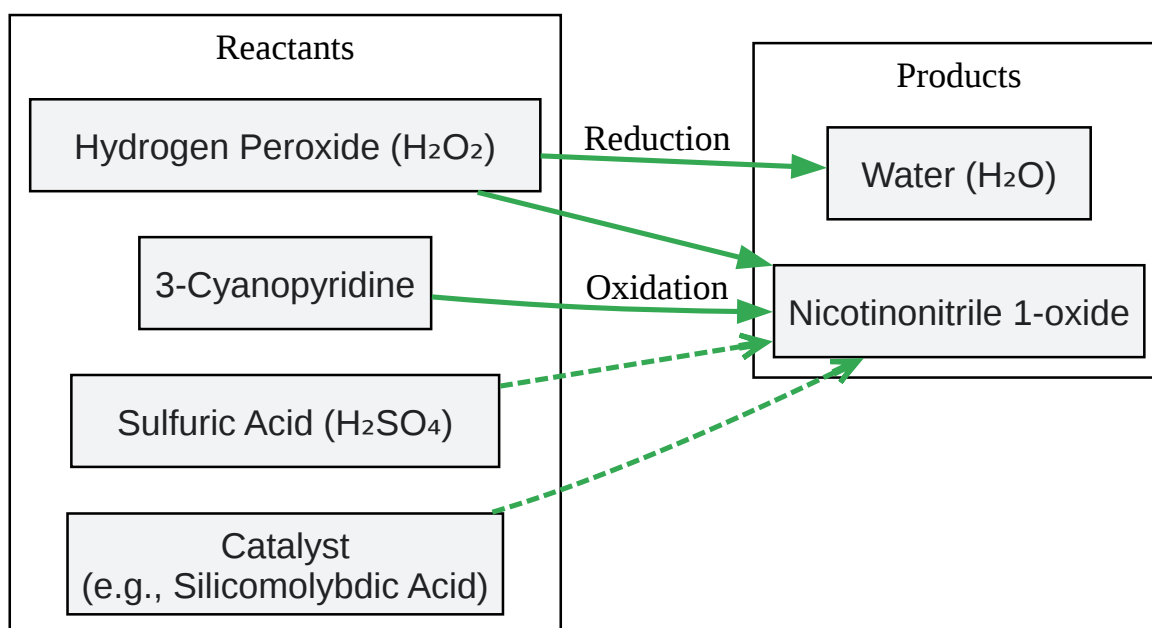 Reactants
Hydrogen Peroxide (H₂O₂)
3-Cyanopyridine
Sulfuric Acid (H₂SO₄)
Catalyst
(e.g., Silicomolybdic Acid)
Reduction
Oxidation
Products
Water (H₂O)
Nicotinonitrile 1-oxide